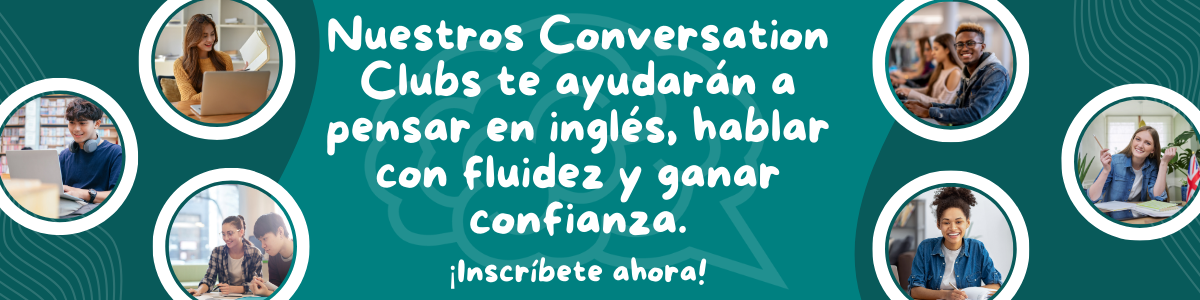 Nuestros Conversation
Clubs te ayudarán a
pensar en inglés, hablar
con fluidez y ganar
confianza.
¡Inscríbete ahora!